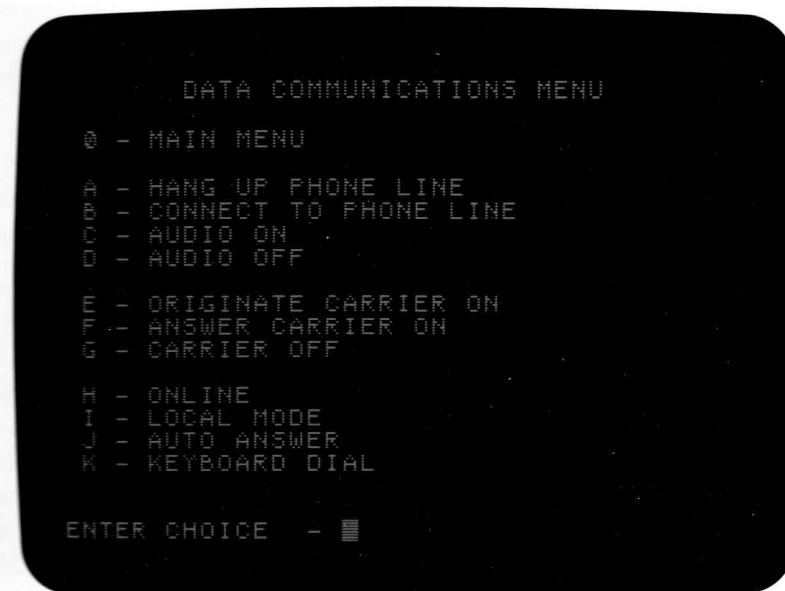 DATA COMMUNICATIONS MENU
0 - MAIN MENU
A - HANG UP PHONE LINE
B - CONNECT TO PHONE LINE
C - AUDIO ON
D - AUDIO OFF
E - ORIGINATE CARRIER ON
F - ANSWER CARRIER ON
G - CARRIER OFF
H - ONLINE
I - LOCAL MODE
J - AUTO ANSWER
K - KEYBOARD DIAL
ENTER CHOICE -